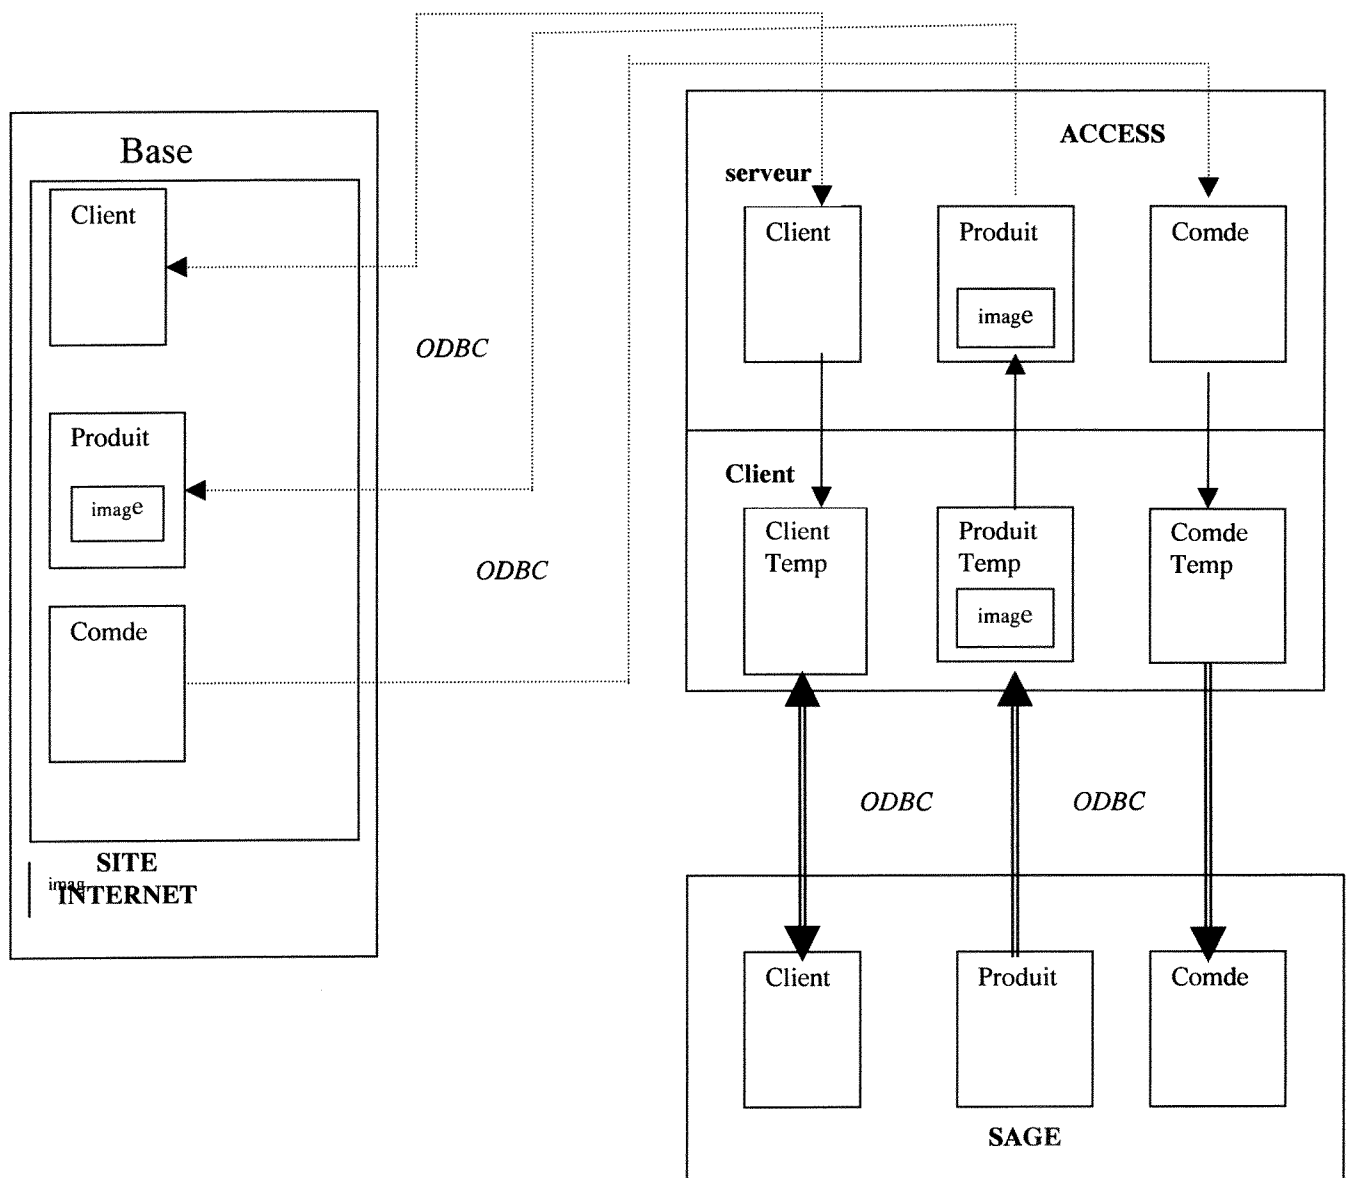 Base
Client
Produit
image
Comde
SITE
INTERNET
imag
ODBC
ODBC
ACCESS
serveur
Client
Produit
image
Comde
Client
Client
Temp
Produit
Temp
image
Comde
Temp
ODBC
ODBC
Client
Produit
Comde
SAGE